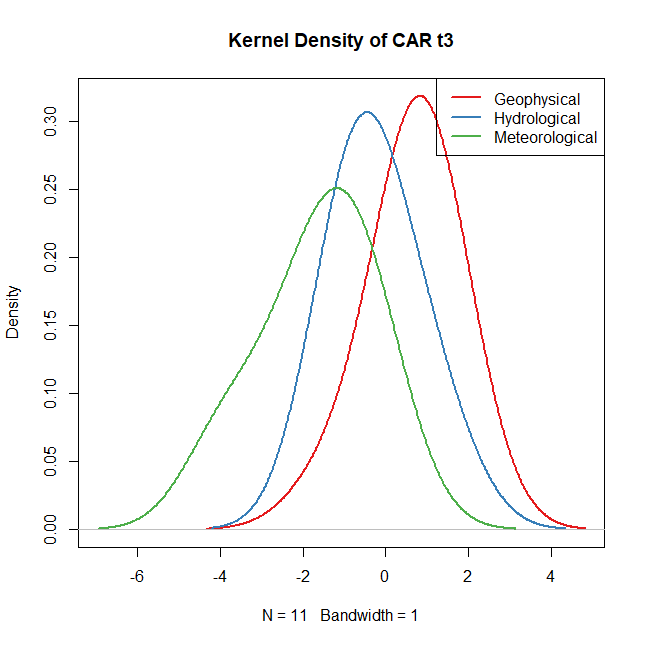 Kernel Density of CAR t3
Geophysical
Hydrological
Meteorological
Density
0.30
0.25
0.20
0.15
0.10
0.05
0.00
-6 -4 -2 0 2 4
N = 11 Bandwidth = 1